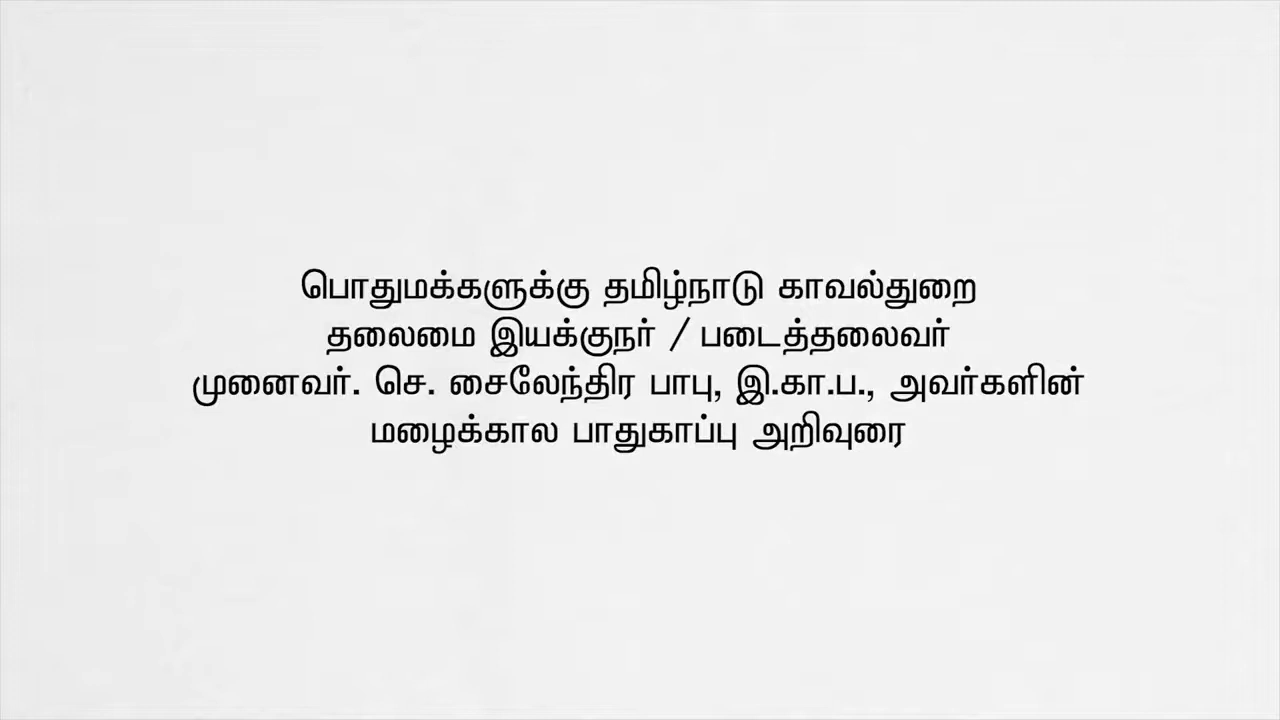 பொதுமக்களுக்கு தமிழ்நாடு காவல்துறை
தலைமை இயக்குநர் / படைத்தலைவர்
முனைவர். செ. சைலேந்திர பாபு, இ.கா.ப., அவர்களின்
மழைக்கால பாதுகாப்பு அறிவுரை